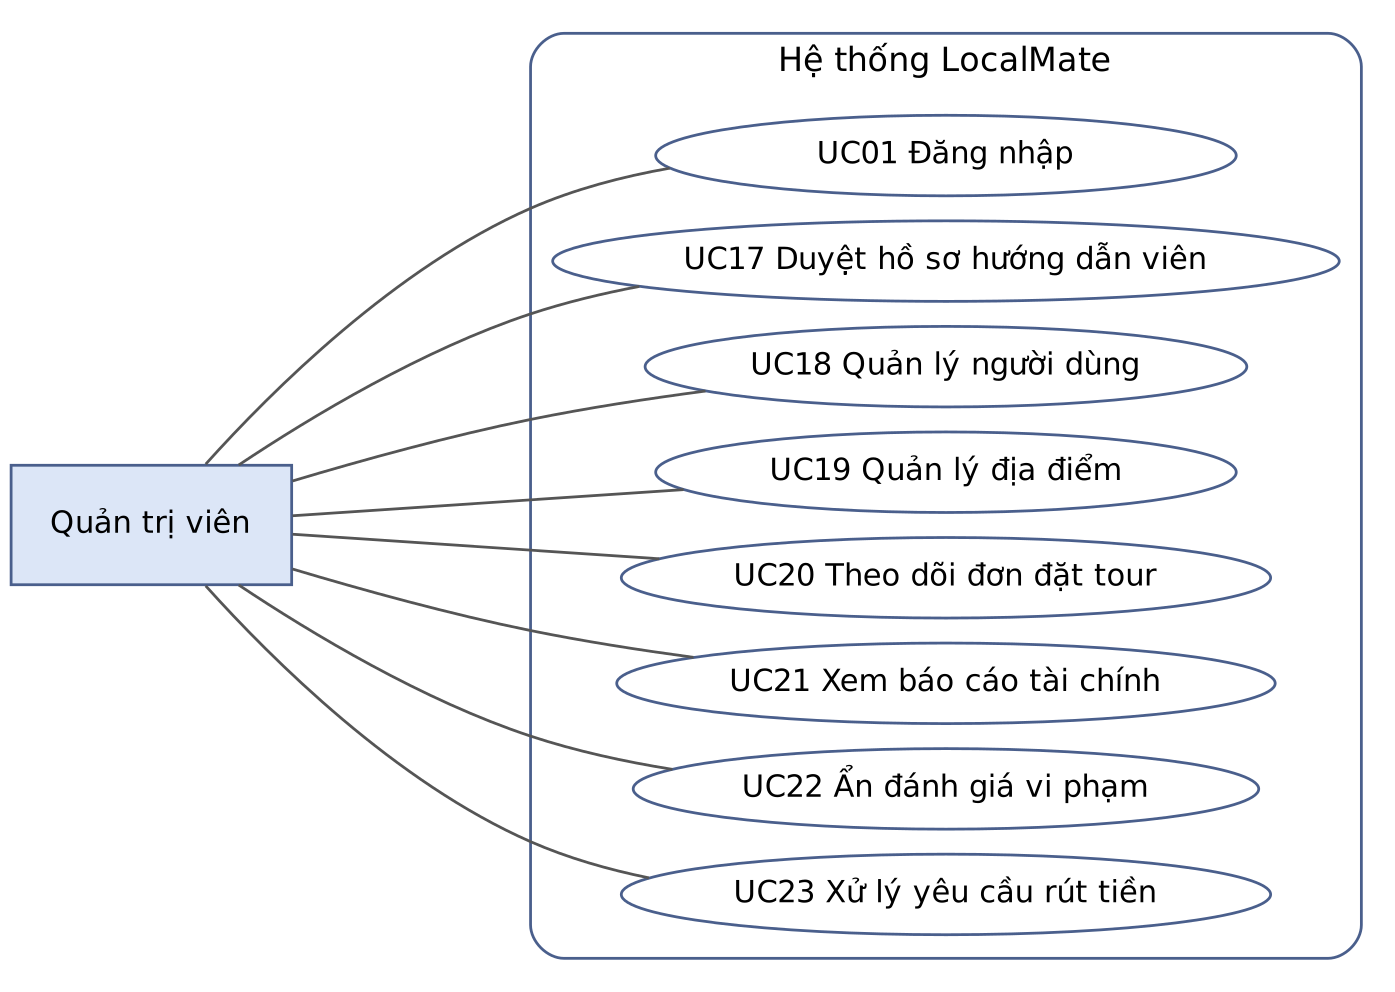 Hệ thống LocalMate
UC01 Đăng nhập
UC17 Duyệt hồ sơ hướng dẫn viên
UC18 Quản lý người dùng
UC19 Quản lý địa điểm
Quản trị viên
UC20 Theo dõi đơn đặt tour
UC21 Xem báo cáo tài chính
UC22 Ẩn đánh giá vi phạm
UC23 Xử lý yêu cầu rút tiền